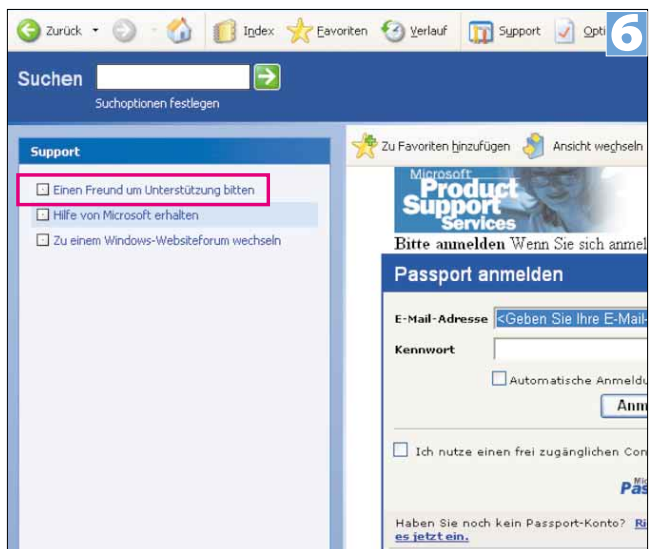 Zurück Index Favoriten Verlauf Support Opti 6
Suchen
Suchoptionen festlegen
Support
Einen Freund um Unterstützung bitten
Hilfe von Microsoft erhalten
Zu einem Windows-Websiteforum wechseln
Zu Favoriten hinzufügen Ansicht wechseln
Microsoft
Product
Support
Services
Bitte anmelden Wenn Sie sich anmel
Passport anmelden
E-Mail-Adresse <Geben Sie Ihre E-Mail-
Kennwort
Automatische Anmeldu
Anm
Ich nutze einen frei zugänglichen Com
Pas
Haben Sie noch kein Passport-Konto? Ri
es jetzt ein.